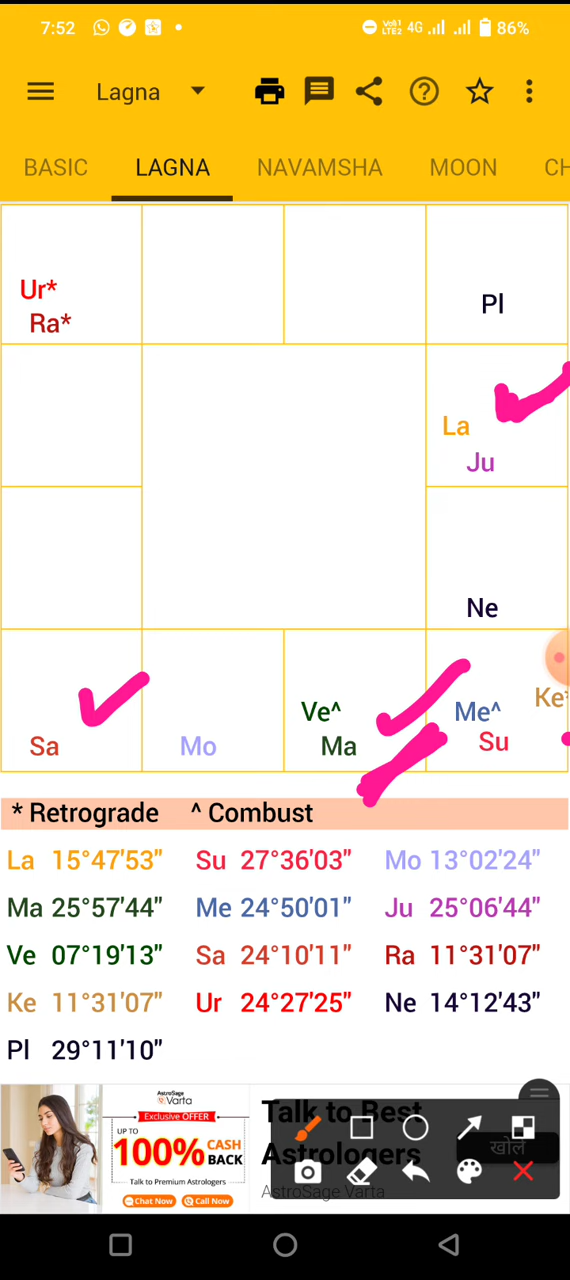 7:52 Vo)) 1 LTE2 4G 86%
Lagna
BASIC LAGNA NAVAMSHA MOON CH
Ur*
Ra*
Pl
La
Ju
Ne
Sa
Mo
Ve^
Ma
Me^
Su
Ke*
* Retrograde ^ Combust
La 15°47'53" Su 27°36'03" Mo 13°02'24"
Ma 25°57'44" Me 24°50'01" Ju 25°06'44"
Ve 07°19'13" Sa 24°10'11" Ra 11°31'07"
Ke 11°31'07" Ur 24°27'25" Ne 14°12'43"
Pl 29°11'10"
AstroSage
Varta
Exclusive OFFER
UP TO
100% CASH BACK
Talk to Premium Astrologers
Chat Now Call Now
Talk to Best
Astrologers
AstroSage Varta
खोलें